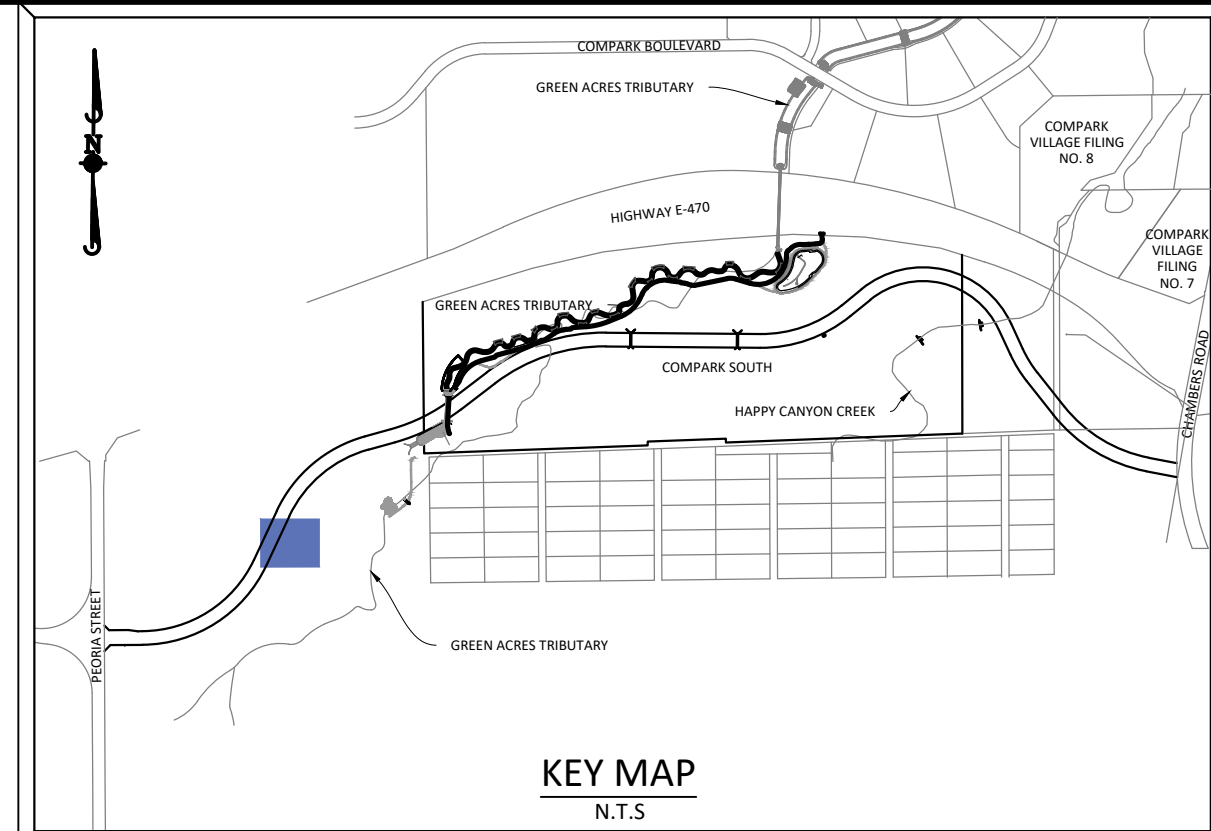 COMPARK BOULEVARD
GREEN ACRES TRIBUTARY
COMPARK
VILLAGE FILING
NO. 8
N
HIGHWAY E-470
COMPARK
VILLAGE
FILING
NO. 7
GREEN ACRES TRIBUTARY
COMPARK SOUTH
CHAMBERS ROAD
HAPPY CANYON CREEK
PEORIA STREET
GREEN ACRES TRIBUTARY
KEY MAP
N.T.S